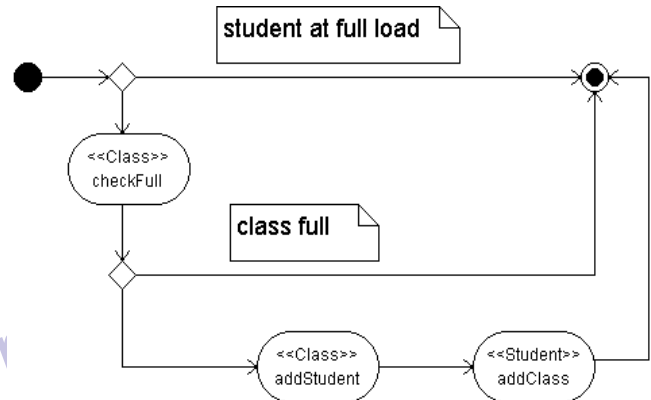 student at full load
<<Class>>
checkFull
class full
<<Class>>
addStudent
<<Student>>
addClass